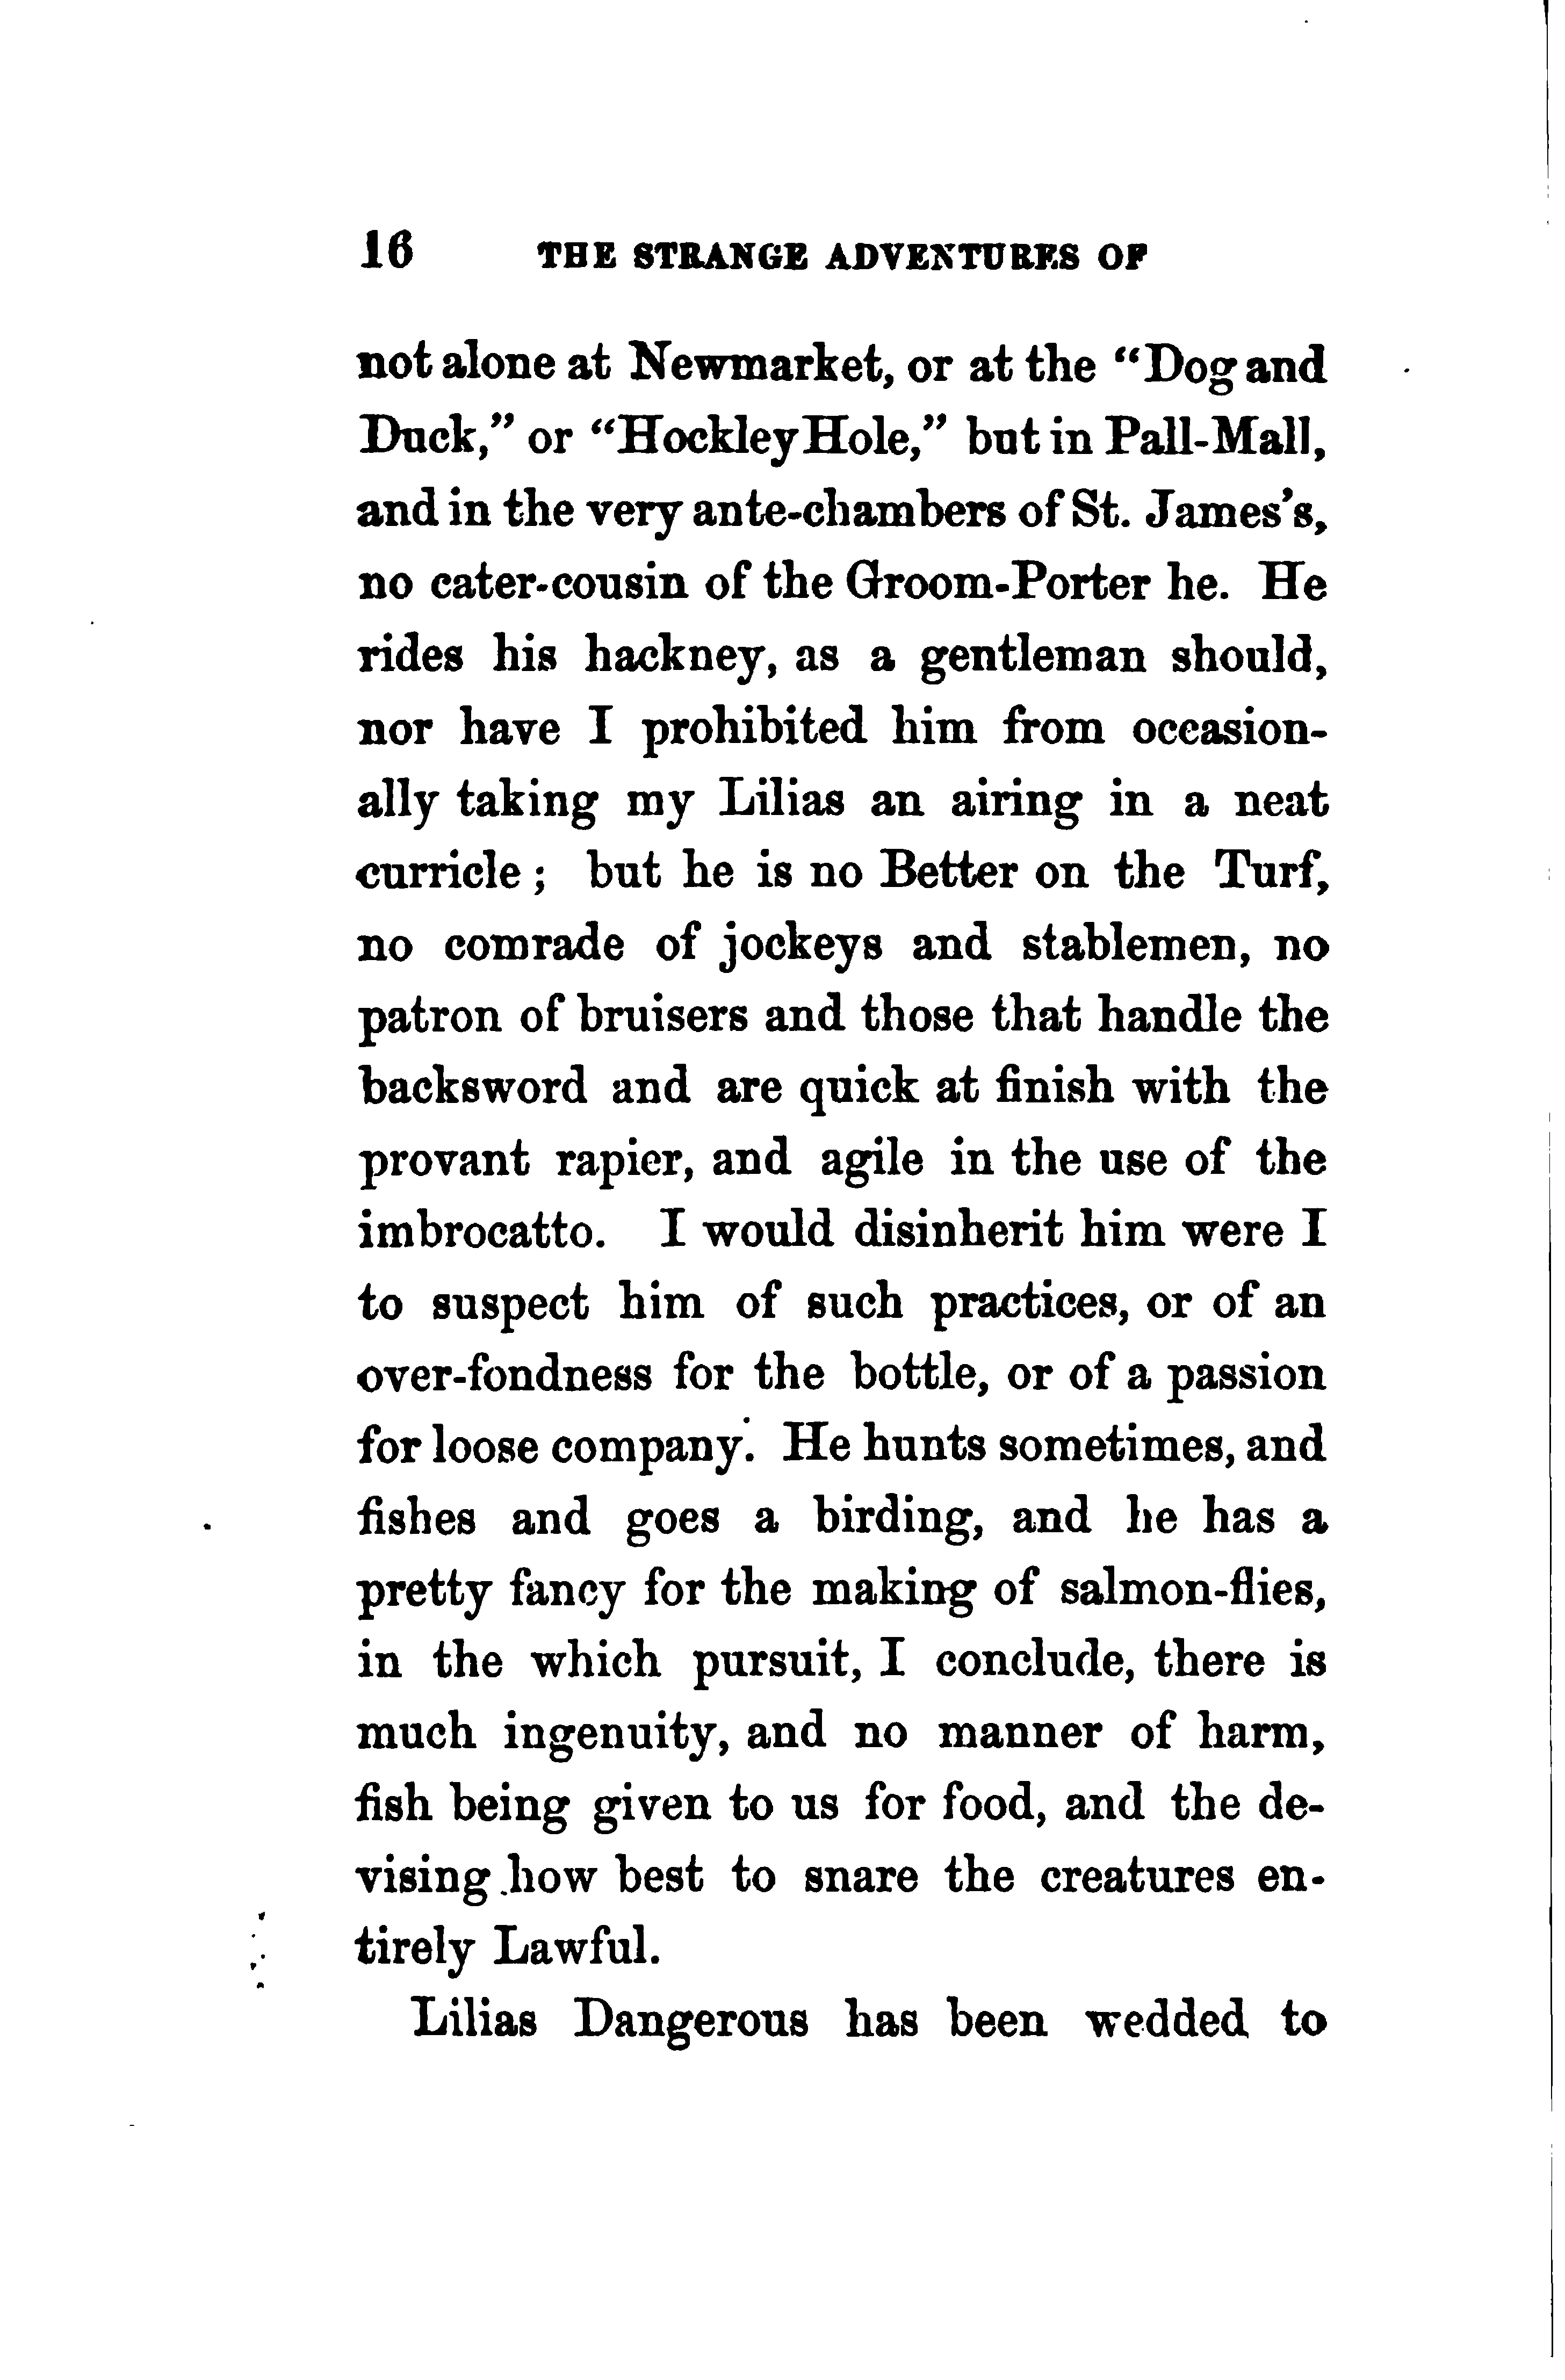 16 THE STRANGE ADVENTURES OF
not alone at Newmarket, or at the "Dog and
Duck," or "Hockley Hole," but in Pall-Mall,
and in the very ante-chambers of St. James's,
no cater-cousin of the Groom-Porter he. He
rides his hackney, as a gentleman should,
nor have I prohibited him from occasion-
ally taking my Lilias an airing in a neat
curricle; but he is no Better on the Turf,
no comrade of jockeys and stablemen, no
patron of bruisers and those that handle the
backsword and are quick at finish with the
provant rapier, and agile in the use of the
imbrocatto. I would disinherit him were I
to suspect him of such practices, or of an
over-fondness for the bottle, or of a passion
for loose company. He hunts sometimes, and
fishes and goes a birding, and he has a
pretty fancy for the making of salmon-flies,
in the which pursuit, I conclude, there is
much ingenuity, and no manner of harm,
fish being given to us for food, and the de-
vising how best to snare the creatures en-
tirely Lawful.
Lilias Dangerous has been wedded to